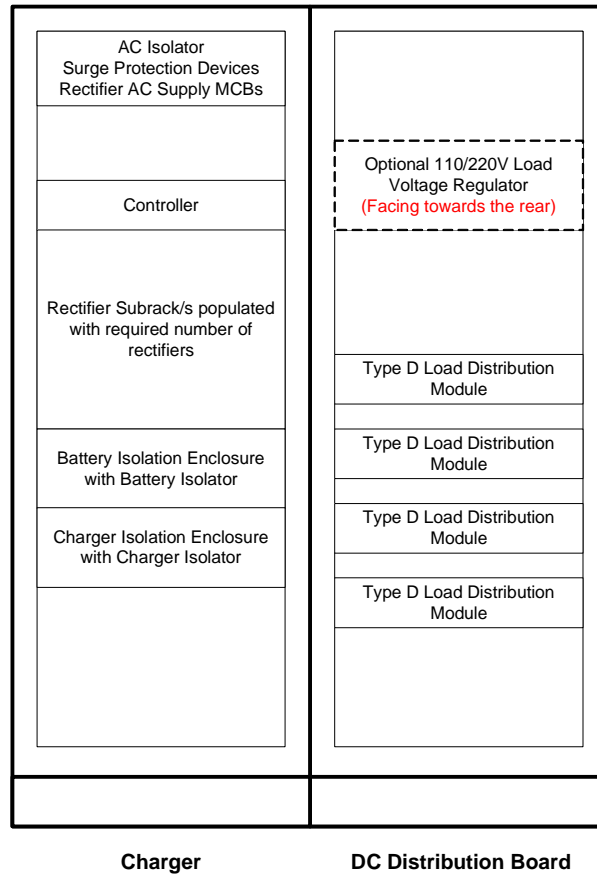 AC Isolator
Surge Protection Devices
Rectifier AC Supply MCBs
Controller
Rectifier Subrack/s populated
with required number of
rectifiers
Battery Isolation Enclosure
with Battery Isolator
Charger Isolation Enclosure
with Charger Isolator
Optional 110/220V Load
Voltage Regulator
(Facing towards the rear)
Type D Load Distribution
Module
Type D Load Distribution
Module
Type D Load Distribution
Module
Type D Load Distribution
Module
Charger
DC Distribution Board